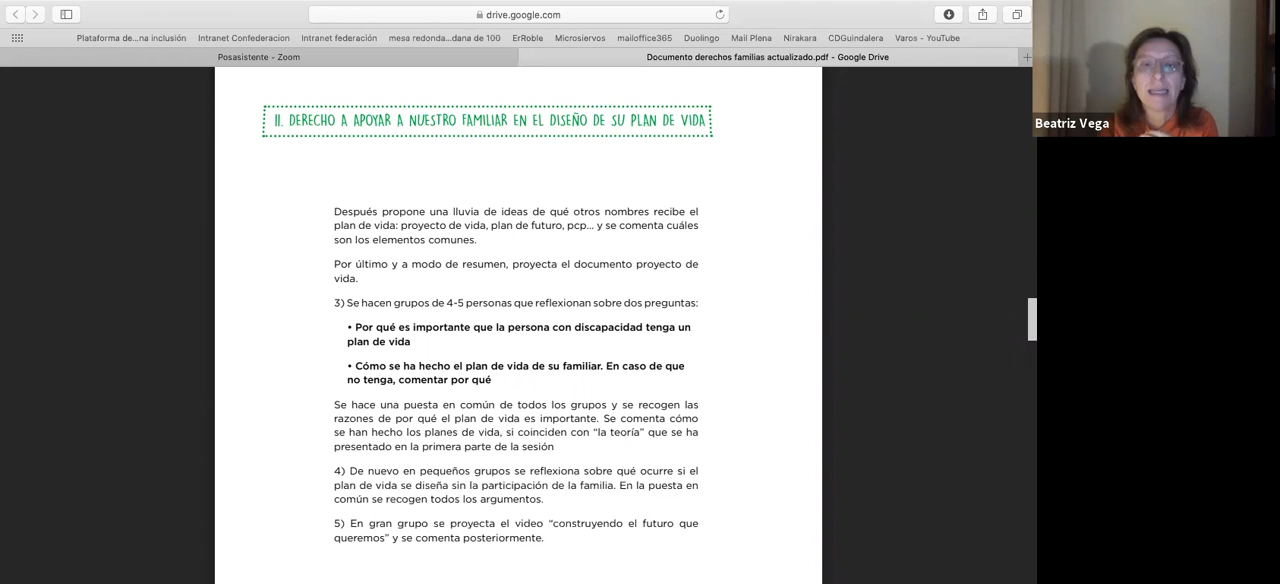 drive.google.com
Plataforma de...na inclusión Intranet Confederacion Intranet federación mesa redonda...dana de 100 ErRoble Microsiervos mailoffice365 Duolingo Mail Plena Nirakara CDGuindalera Varos - YouTube
Posasistente - Zoom Documento derechos familias actualizado.pdf - Google Drive
Beatriz Vega
II. DERECHO A APOYAR A NUESTRO FAMILIAR EN EL DISEÑO DE SU PLAN DE VIDA
Después propone una lluvia de ideas de qué otros nombres recibe el
plan de vida: proyecto de vida, plan de futuro, pcp... y se comenta cuáles
son los elementos comunes.
Por último y a modo de resumen, proyecta el documento proyecto de
vida.
3) Se hacen grupos de 4-5 personas que reflexionan sobre dos preguntas:
• Por qué es importante que la persona con discapacidad tenga un
plan de vida
• Cómo se ha hecho el plan de vida de su familiar. En caso de que
no tenga, comentar por qué
Se hace una puesta en común de todos los grupos y se recogen las
razones de por qué el plan de vida es importante. Se comenta cómo
se han hecho los planes de vida, si coinciden con “la teoría” que se ha
presentado en la primera parte de la sesión
4) De nuevo en pequeños grupos se reflexiona sobre qué ocurre si el
plan de vida se diseña sin la participación de la familia. En la puesta en
común se recogen todos los argumentos.
5) En gran grupo se proyecta el video “construyendo el futuro que
queremos” y se comenta posteriormente.